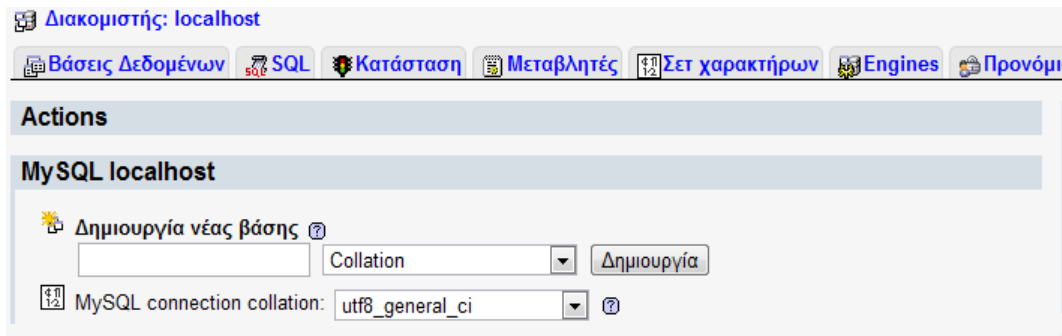 Διακομιστής: localhost
Βάσεις Δεδομένων SQL Κατάσταση Μεταβλητές Σετ χαρακτήρων Engines Προνόμι
Actions
MySQL localhost
Δημιουργία νέας βάσης
Collation Δημιουργία
MySQL connection collation: utf8_general_ci